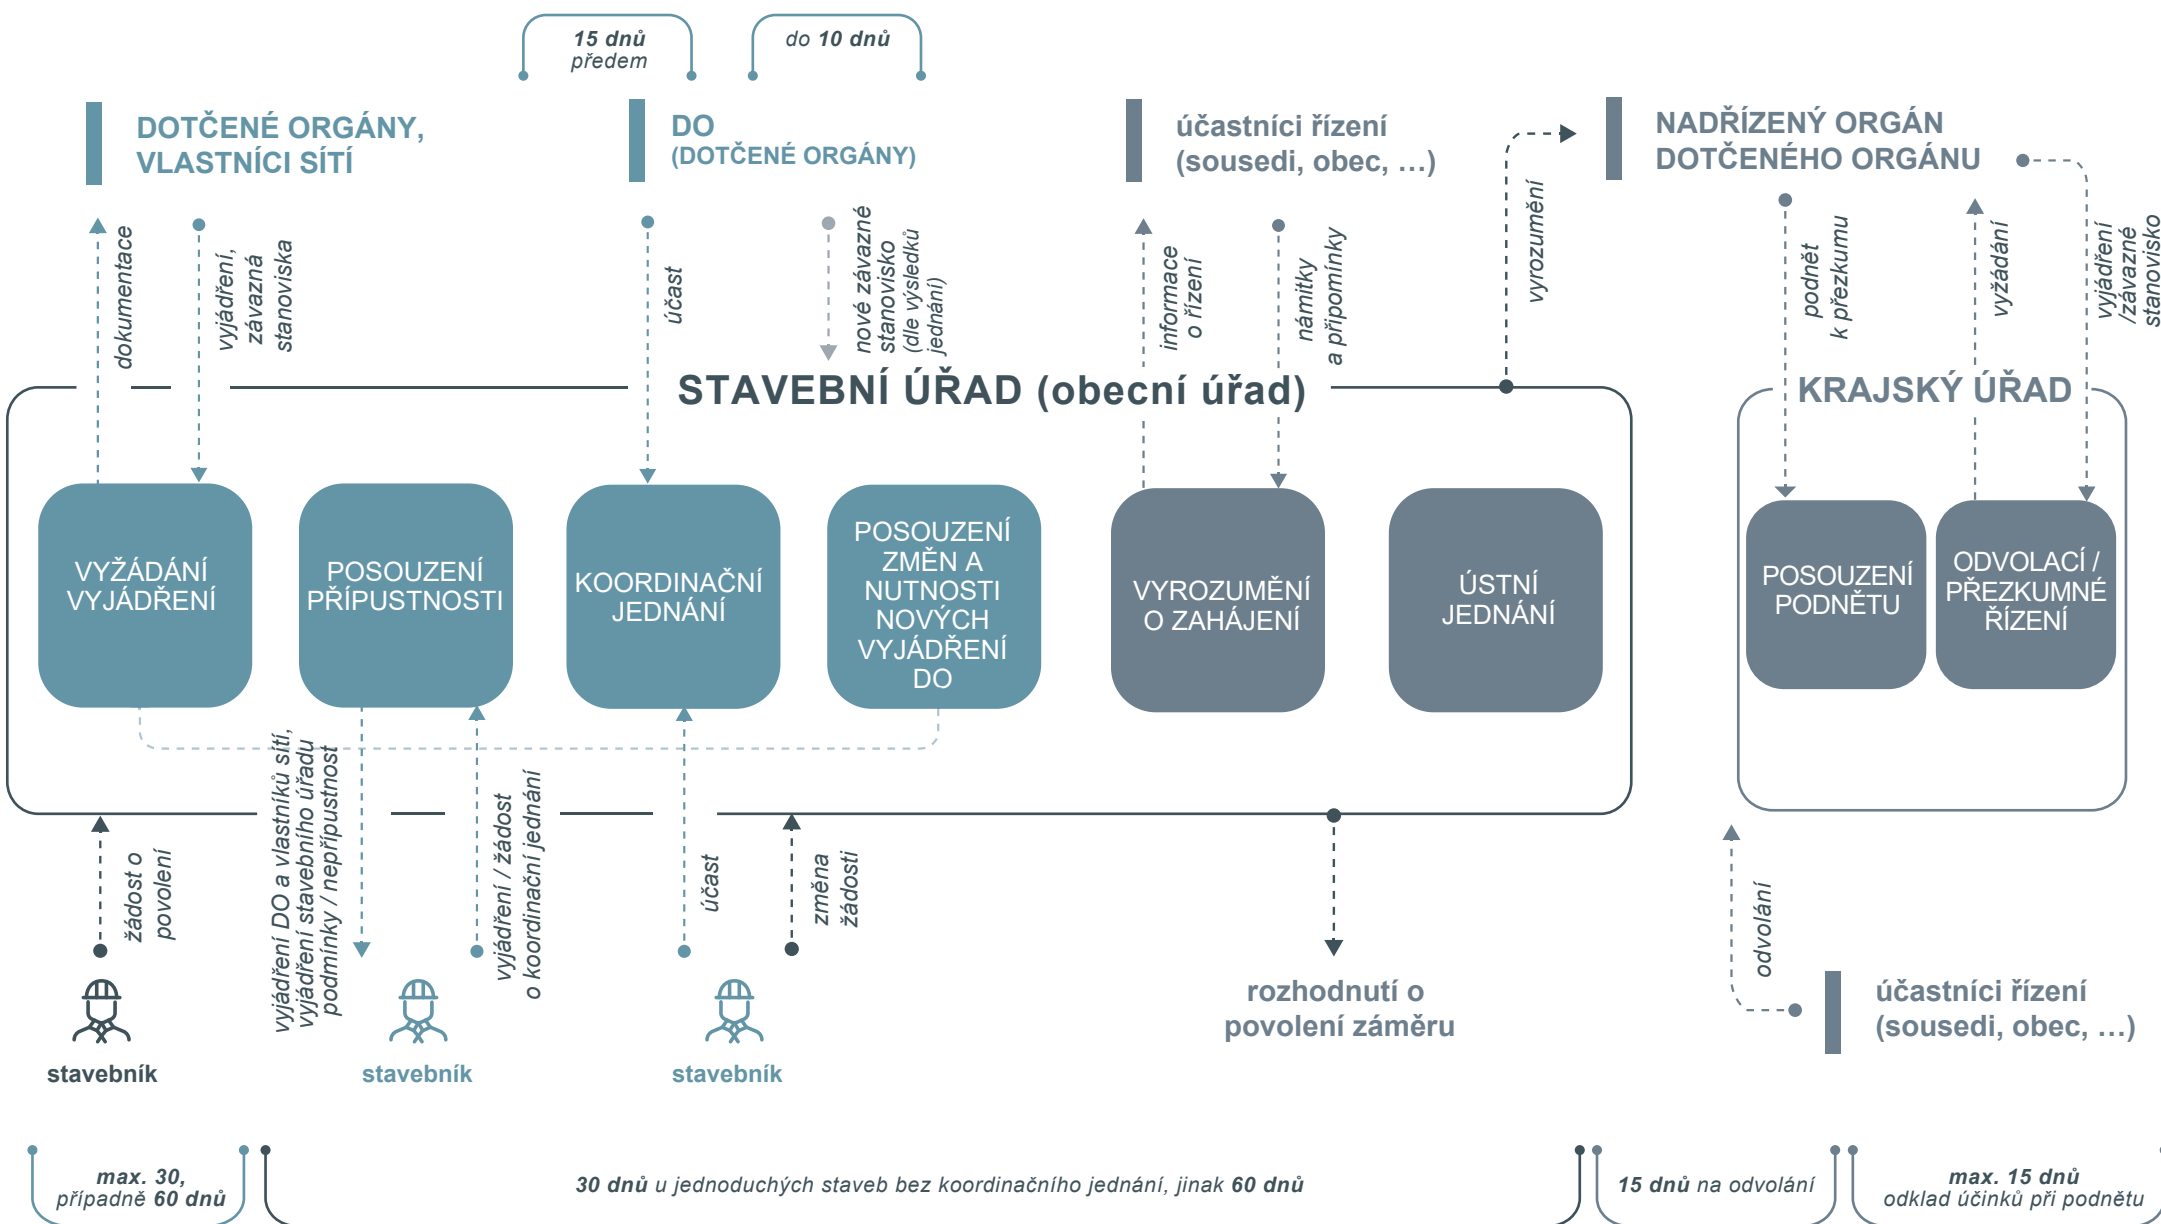 15 dnů
předem
do 10 dnů
DOTČENÉ ORGÁNY,
VLASTNÍCI SÍTÍ
DO
(DOTČENÉ ORGÁNY)
účastníci řízení
(sousedi, obec, …)
NADŘÍZENÝ ORGÁN
DOTČENÉHO ORGÁNU
dokumentace
vyjádření,
závazná
stanoviska
účast
nové závazné
stanovisko
(dle výsledků
jednání)
informace
o řízení
námitky
a připomínky
vyrozumění
podnět
k přezkumu
vyžádání
vyjádření
/závazné
stanovisko
STAVEBNÍ ÚŘAD (obecní úřad)
KRAJSKÝ ÚŘAD
VYŽÁDÁNÍ
VYJÁDŘENÍ
POSOUZENÍ
PŘÍPUSTNOSTI
KOORDINAČNÍ
JEDNÁNÍ
POSOUZENÍ
ZMĚN A
NUTNOSTI
NOVÝCH
VYJÁDŘENÍ
DO
VYROZUMĚNÍ
O ZAHÁJENÍ
ÚSTNÍ
JEDNÁNÍ
POSOUZENÍ
PODNĚTU
ODVOLACÍ /
PŘEZKUMNÉ
ŘÍZENÍ
žádost o
povolení
vyjádření DO a vlastníků sítí,
vyjádření stavebního úřadu
podmínky / nepřípustnost
vyjádření / žádost
o koordinační jednání
účast
změna
žádosti
odvolání
stavebník
stavebník
stavebník
rozhodnutí o
povolení záměru
účastníci řízení
(sousedi, obec, …)
max. 30,
případně 60 dnů
30 dnů u jednoduchých staveb bez koordinačního jednání, jinak 60 dnů
15 dnů na odvolání
max. 15 dnů
odklad účinků při podnětu